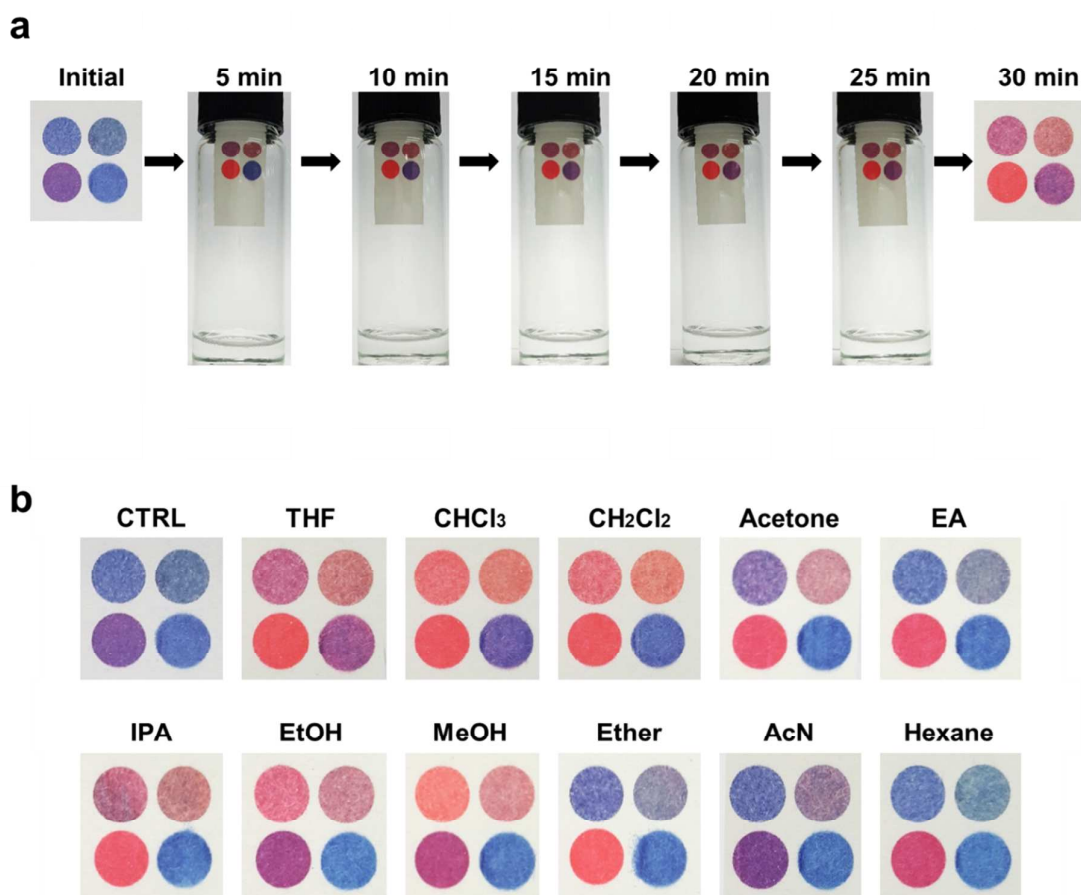 a
Initial 5 min 10 min 15 min 20 min 25 min 30 min
b
CTRL THF CHCl₃ CH₂Cl₂ Acetone EA
IPA EtOH MeOH Ether AcN Hexane